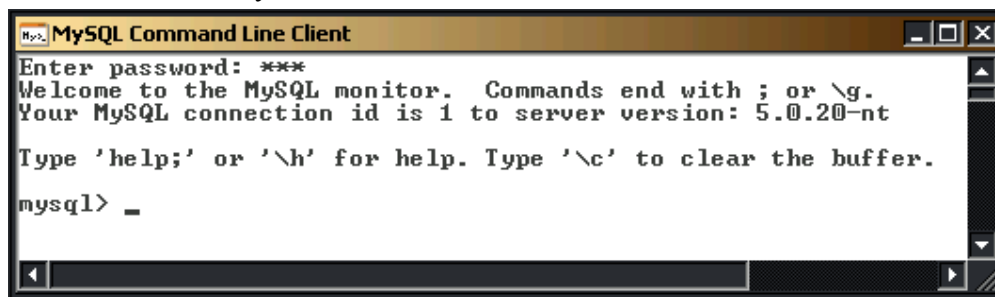 MySQL Command Line Client
Enter password: ***
Welcome to the MySQL monitor.  Commands end with ; or \g.
Your MySQL connection id is 1 to server version: 5.0.20-nt
Type 'help;' or '\h' for help. Type '\c' to clear the buffer.
mysql> _